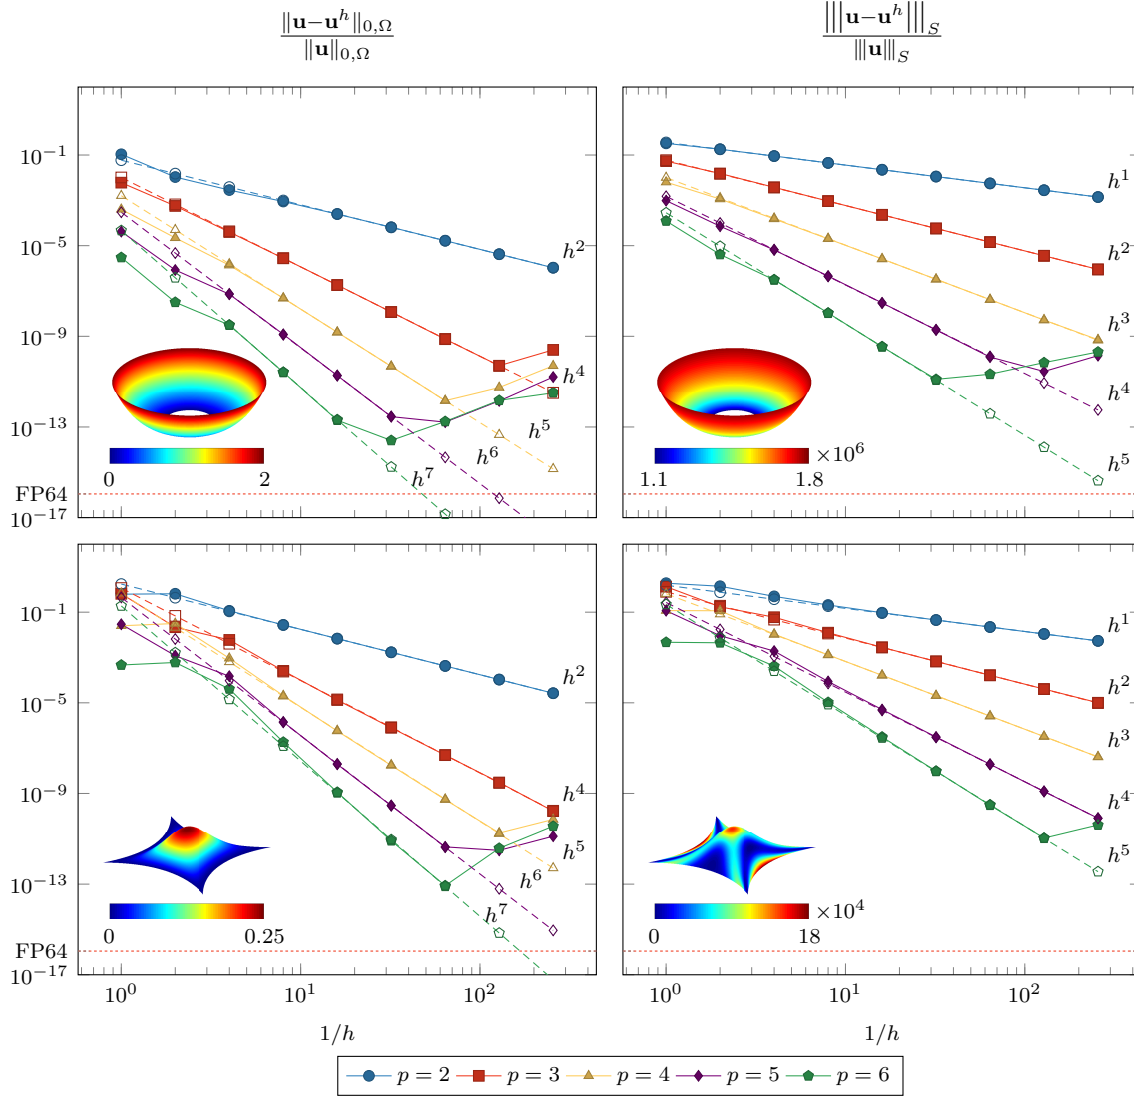 ‖u−u^h‖_{0,Ω} / ‖u‖_{0,Ω}
|||u−u^h|||_S / |||u|||_S
10^{−1}
10^{−5}
10^{−9}
10^{−13}
FP64
10^{−17}
h^2
h^4
h^5
h^6
h^7
0 2
h^1
h^2
h^3
h^4
h^5
1.1 1.8 ×10^6
10^{−1}
10^{−5}
10^{−9}
10^{−13}
FP64
10^{−17}
h^2
h^4
h^5
h^6
h^7
0 0.25
10^0 10^1 10^2
1/h
h^1
h^2
h^3
h^4
h^5
0 18 ×10^4
10^0 10^1 10^2
1/h
p = 2 p = 3 p = 4 p = 5 p = 6